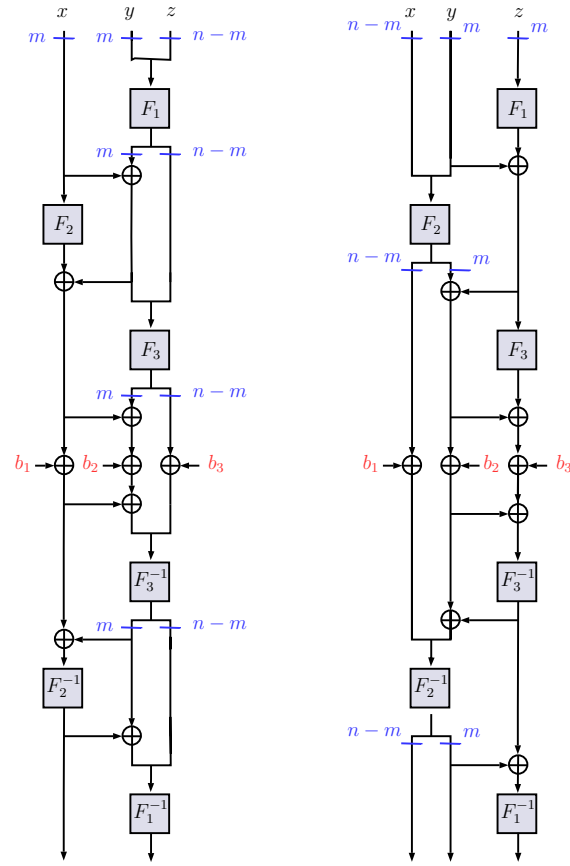 x y z x y z
m n − m n − m m m
F₁ F₁
m n − m
F₂ F₂
n − m m
F₃ F₃
m n − m
b₁ b₂ b₃ b₁ b₂ b₃
F₃⁻¹ F₃⁻¹
m n − m
F₂⁻¹ F₂⁻¹
n − m m
F₁⁻¹ F₁⁻¹